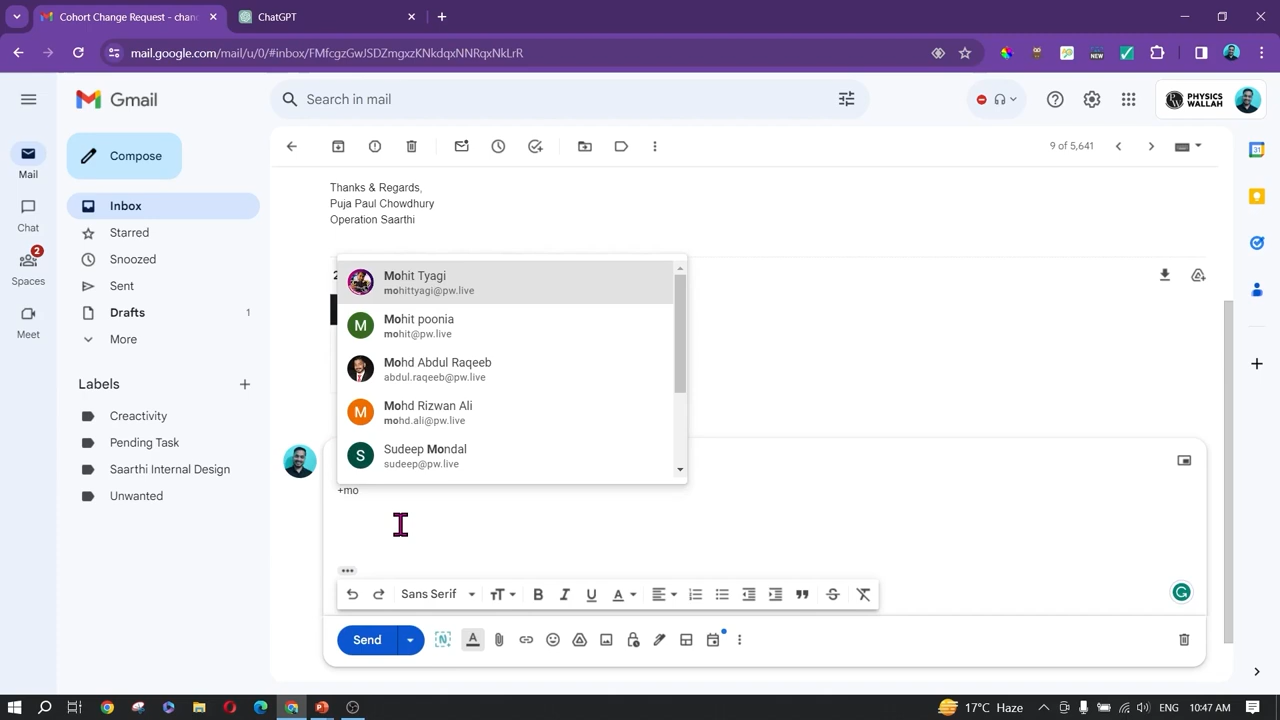 Cohort Change Request - chan
ChatGPT
mail.google.com/mail/u/0/#inbox/FMfcgzGwJSDZmgxzKNkdqxNNRqxNkLrR
NEW
Gmail
Search in mail
PHYSICS
WALLAH
Mail
Chat
2
Spaces
Meet
Compose
Inbox
Starred
Snoozed
Sent
Drafts 1
More
Labels
Creactivity
Pending Task
Saarthi Internal Design
Unwanted
9 of 5,641
31
Thanks & Regards,
Puja Paul Chowdhury
Operation Saarthi
2
Mohit Tyagi
mohittyagi@pw.live
M
Mohit poonia
mohit@pw.live
Mohd Abdul Raqeeb
abdul.raqeeb@pw.live
M
Mohd Rizwan Ali
mohd.ali@pw.live
S
Sudeep Mondal
sudeep@pw.live
+mo
Sans Serif
Send
17°C Haze
ENG
10:47 AM